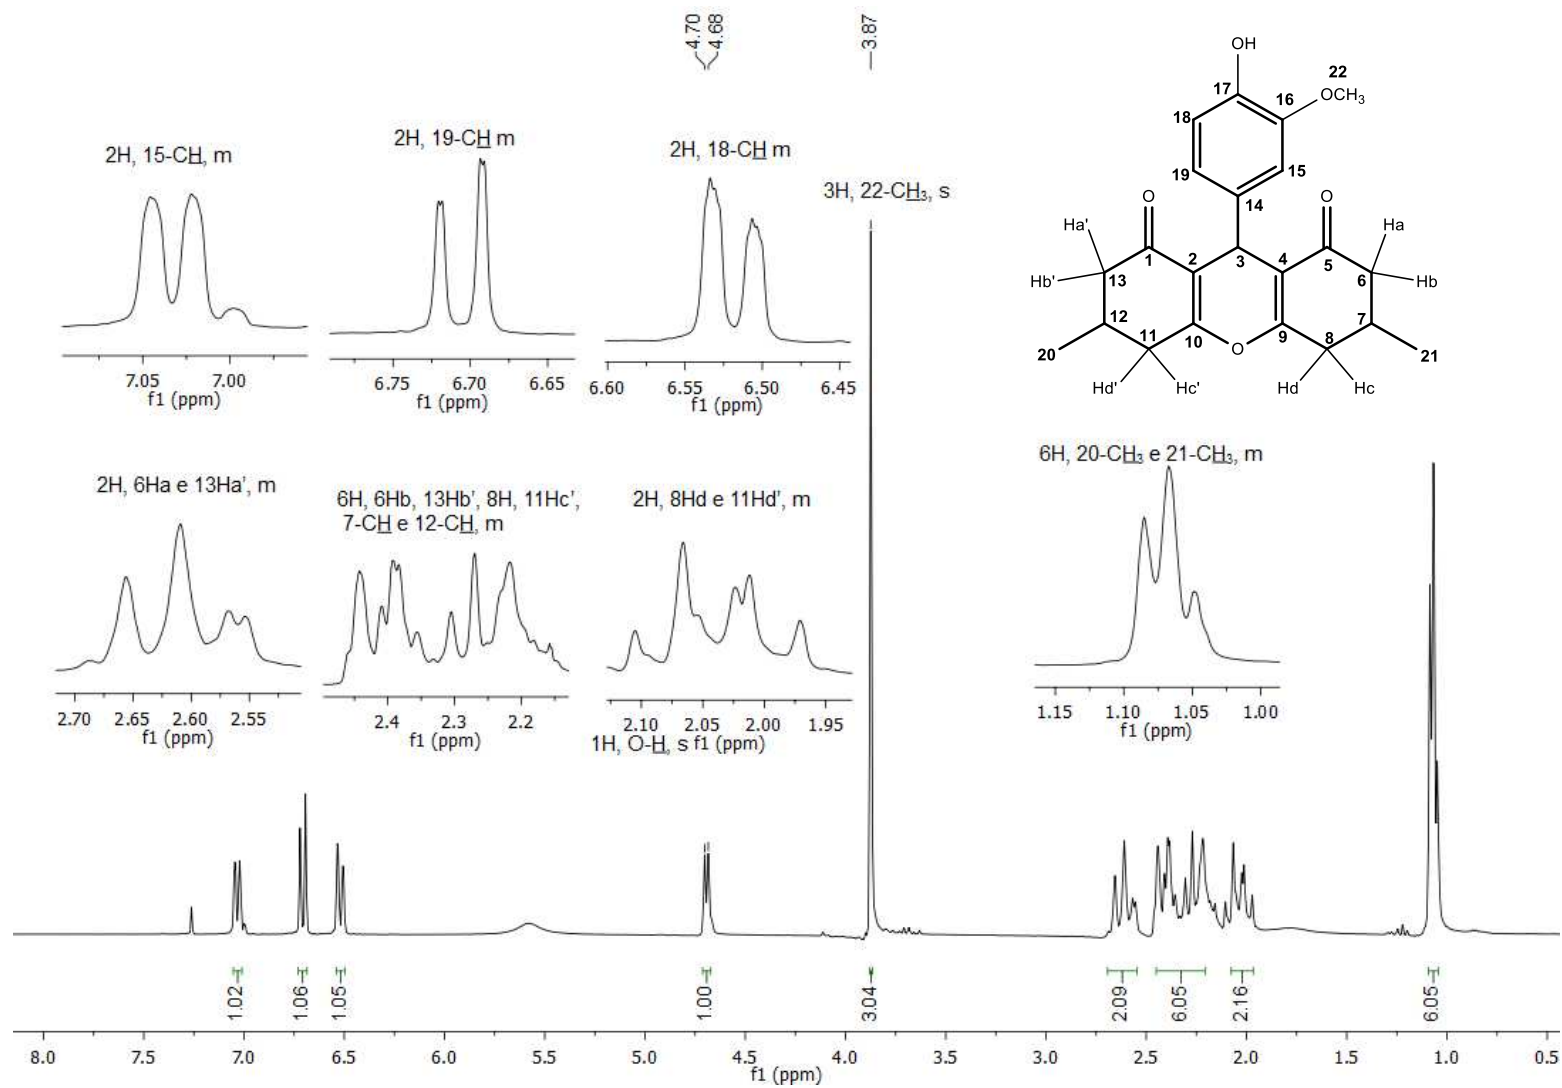 4.70
4.68
3.87
2H, 15-CH, m
7.05 7.00
f1 (ppm)
2H, 19-CH m
6.75 6.70 6.65
f1 (ppm)
2H, 18-CH m
6.60 6.55 6.50 6.45
f1 (ppm)
3H, 22-CH₃, s
OH
22
17
16
OCH₃
18
15
19
14
O
O
Ha'
Ha
1
2
3
4
5
Hb'
13
6
Hb
12
7
11
10
O
9
8
20
21
Hd'
Hc'
Hd
Hc
2H, 6Ha e 13Ha', m
2.70 2.65 2.60 2.55
f1 (ppm)
6H, 6Hb, 13Hb', 8H, 11Hc',
7-CH e 12-CH, m
2.4 2.3 2.2
f1 (ppm)
2H, 8Hd e 11Hd', m
2.10 2.05 2.00 1.95
1H, O-H, s f1 (ppm)
6H, 20-CH₃ e 21-CH₃, m
1.15 1.10 1.05 1.00
f1 (ppm)
1.02
1.06
1.05
1.00
3.04
2.09
6.05
2.16
6.05
8.0 7.0 6.5 6.0 5.5 5.0 4.5 4.0 3.5 3.0 2.5 2.0 1.5 1.0 0.5
f1 (ppm)